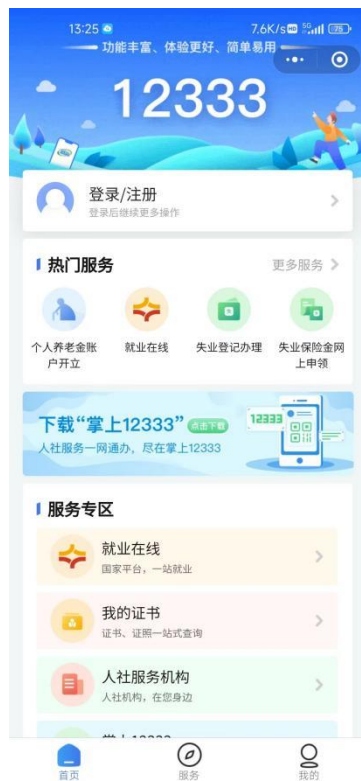 13:25
7.6K/s HD 5G 75
功能丰富、体验更好、简单易用
12333
登录/注册
登录后继续更多操作
热门服务
更多服务
个人养老金账户开立
就业在线
失业登记办理
失业保险金网上申领
下载“掌上12333”
点击下载
12333
人社服务一网通办，尽在掌上12333
服务专区
就业在线
国家平台，一站就业
我的证书
证书、证照一站式查询
人社服务机构
人社机构，在您身边
首页
服务
我的